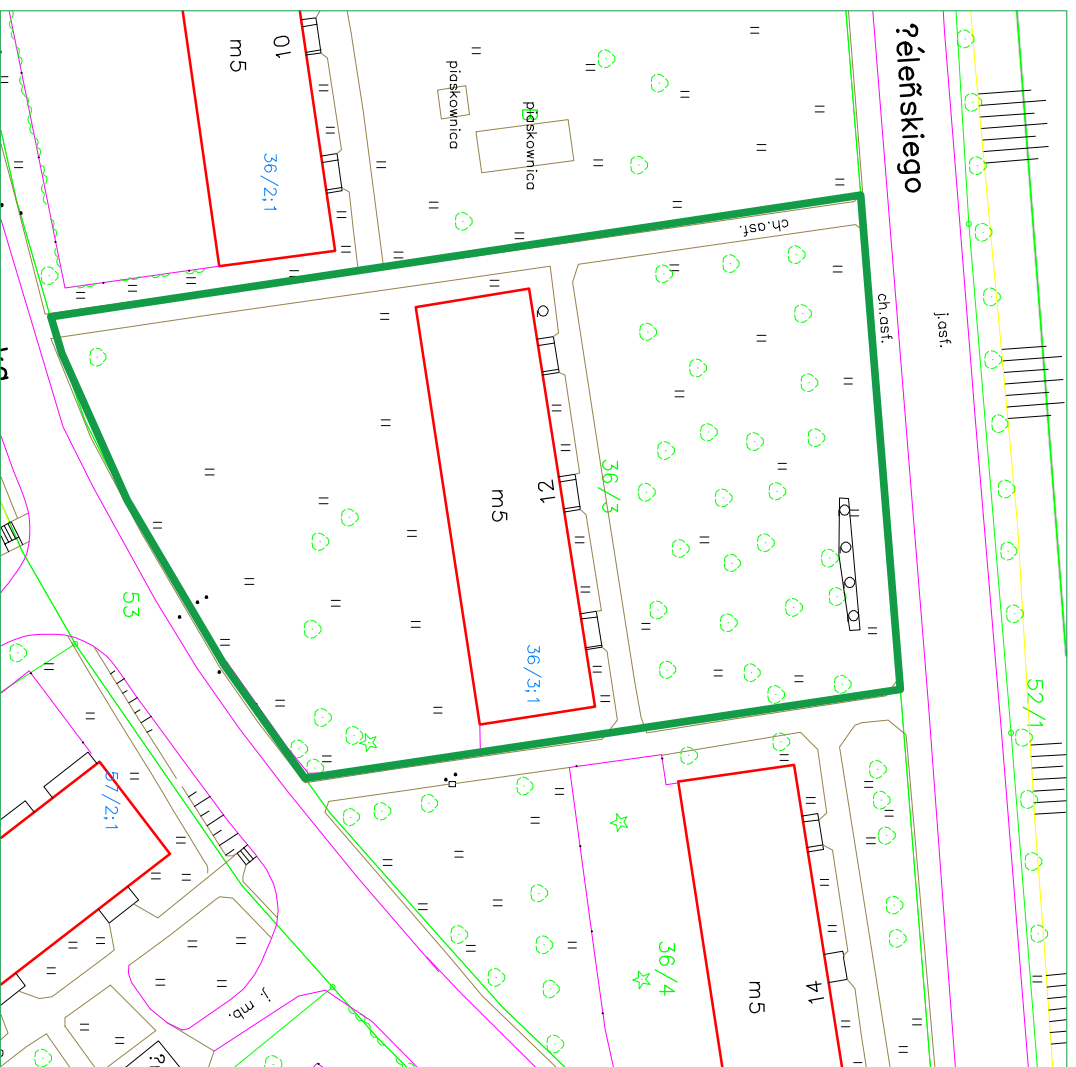 ?éleñskiego
10
m5
piaskownica
piaskownica
36/2;1
ch.asf.
ch.asf.
j.asf.
36/3
12
m5
53
36/3;1
52/1
57/2;1
36/4
m5
14
j. mb.